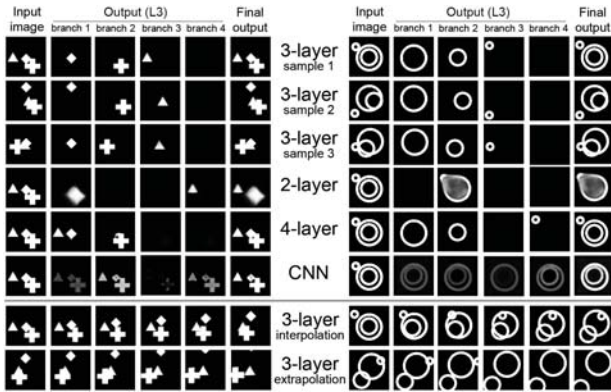 Input image
Output (L3)
Final output
branch 1 branch 2 branch 3 branch 4
Input image
Output (L3)
Final output
branch 1 branch 2 branch 3 branch 4
3-layer
sample 1
3-layer
sample 2
3-layer
sample 3
2-layer
4-layer
CNN
3-layer
interpolation
3-layer
extrapolation